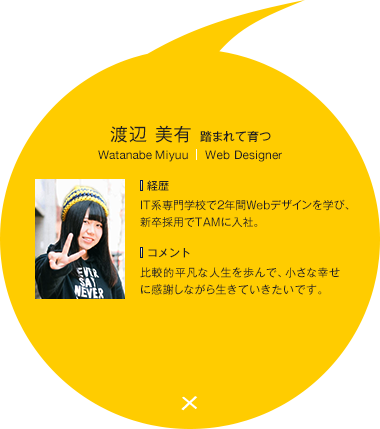 渡辺 美有 踏まれて育つ
Watanabe Miyuu | Web Designer
経歴
IT系専門学校で2年間Webデザインを学び、
新卒採用でTAMに入社。
コメント
比較的平凡な人生を歩んで、小さな幸せ
に感謝しながら生きていきたいです。
EVER
SAY
NEVER